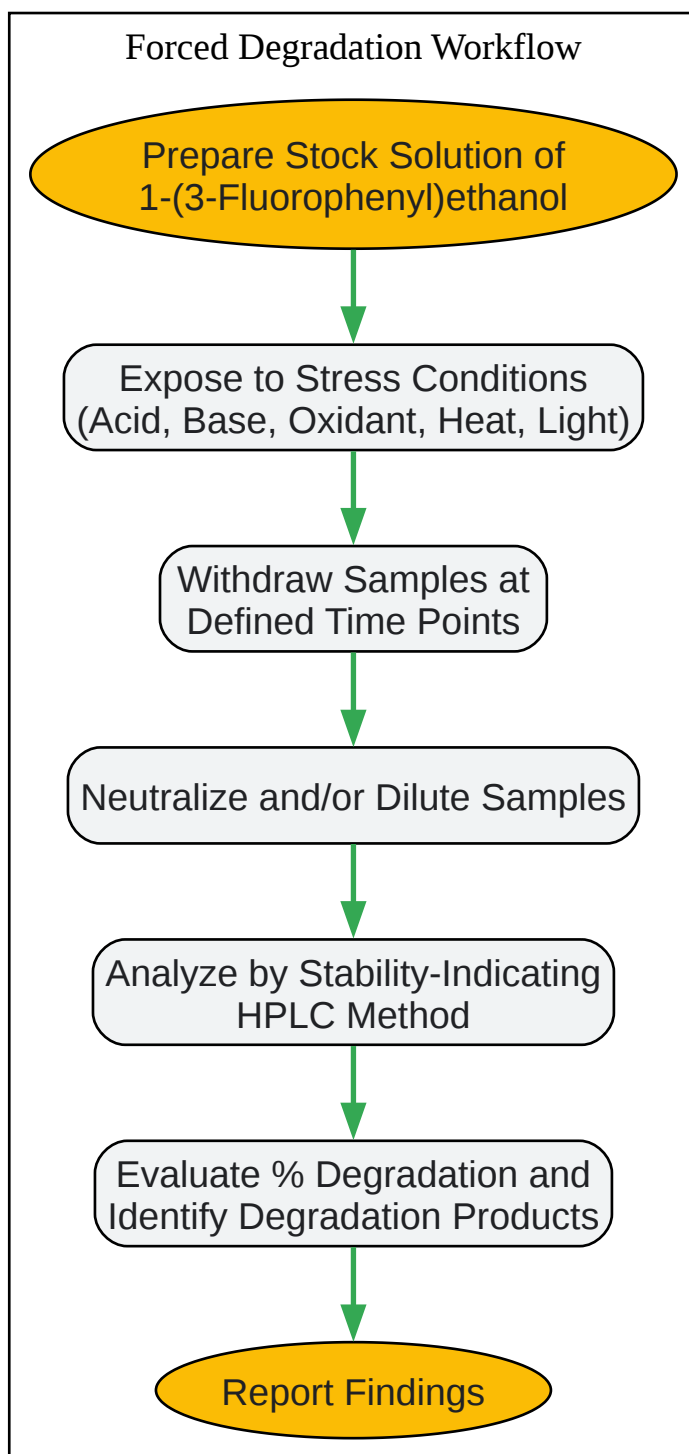 Forced Degradation Workflow
Prepare Stock Solution of
1-(3-Fluorophenyl)ethanol
Expose to Stress Conditions
(Acid, Base, Oxidant, Heat, Light)
Withdraw Samples at
Defined Time Points
Neutralize and/or Dilute Samples
Analyze by Stability-Indicating
HPLC Method
Evaluate % Degradation and
Identify Degradation Products
Report Findings